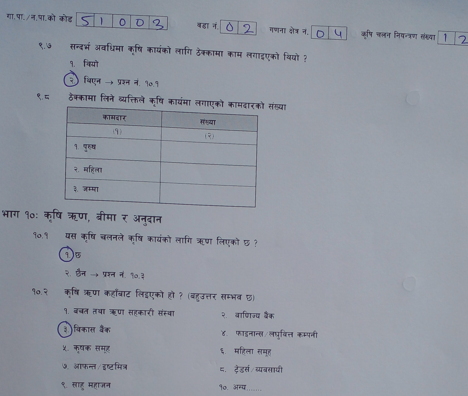 गा.पा./न.पा.को कोड 5 1 0 0 3 वडा नं. 0 2 गणना क्षेत्र नं. 0 4 कृषि चलन नियन्त्रण संख्या 1 2
९.७ सन्दर्भ अवधिमा कृषि कार्यको लागि ठेक्कामा काम लगाइएको थियो ?
१. थियो
२. थिएन → प्रश्न नं. १०.१
९.८ ठेक्कामा लिने व्यक्तिले कृषि कार्यमा लगाएको कामदारको संख्या
कामदार संख्या
(१) (२)
१. पुरुष
२. महिला
३. जम्मा
भाग १०: कृषि ऋण, बीमा र अनुदान
१०.१ यस कृषि चलनले कृषि कार्यको लागि ऋण लिएको छ ?
१. छ
२. छैन → प्रश्न नं. १०.३
१०.२ कृषि ऋण कहाँबाट लिइएको हो ? (बहुउत्तर सम्भव छ)
१. बचत तथा ऋण सहकारी संस्था २. वाणिज्य बैंक
३. विकास बैंक ४. फाइनान्स/लघुवित्त कम्पनी
५. कृषक समूह ६. महिला समूह
७. आफन्त/इष्टमित्र ८. ट्रेडर्स/व्यवसायी
९. साहु महाजन १०. अन्य......